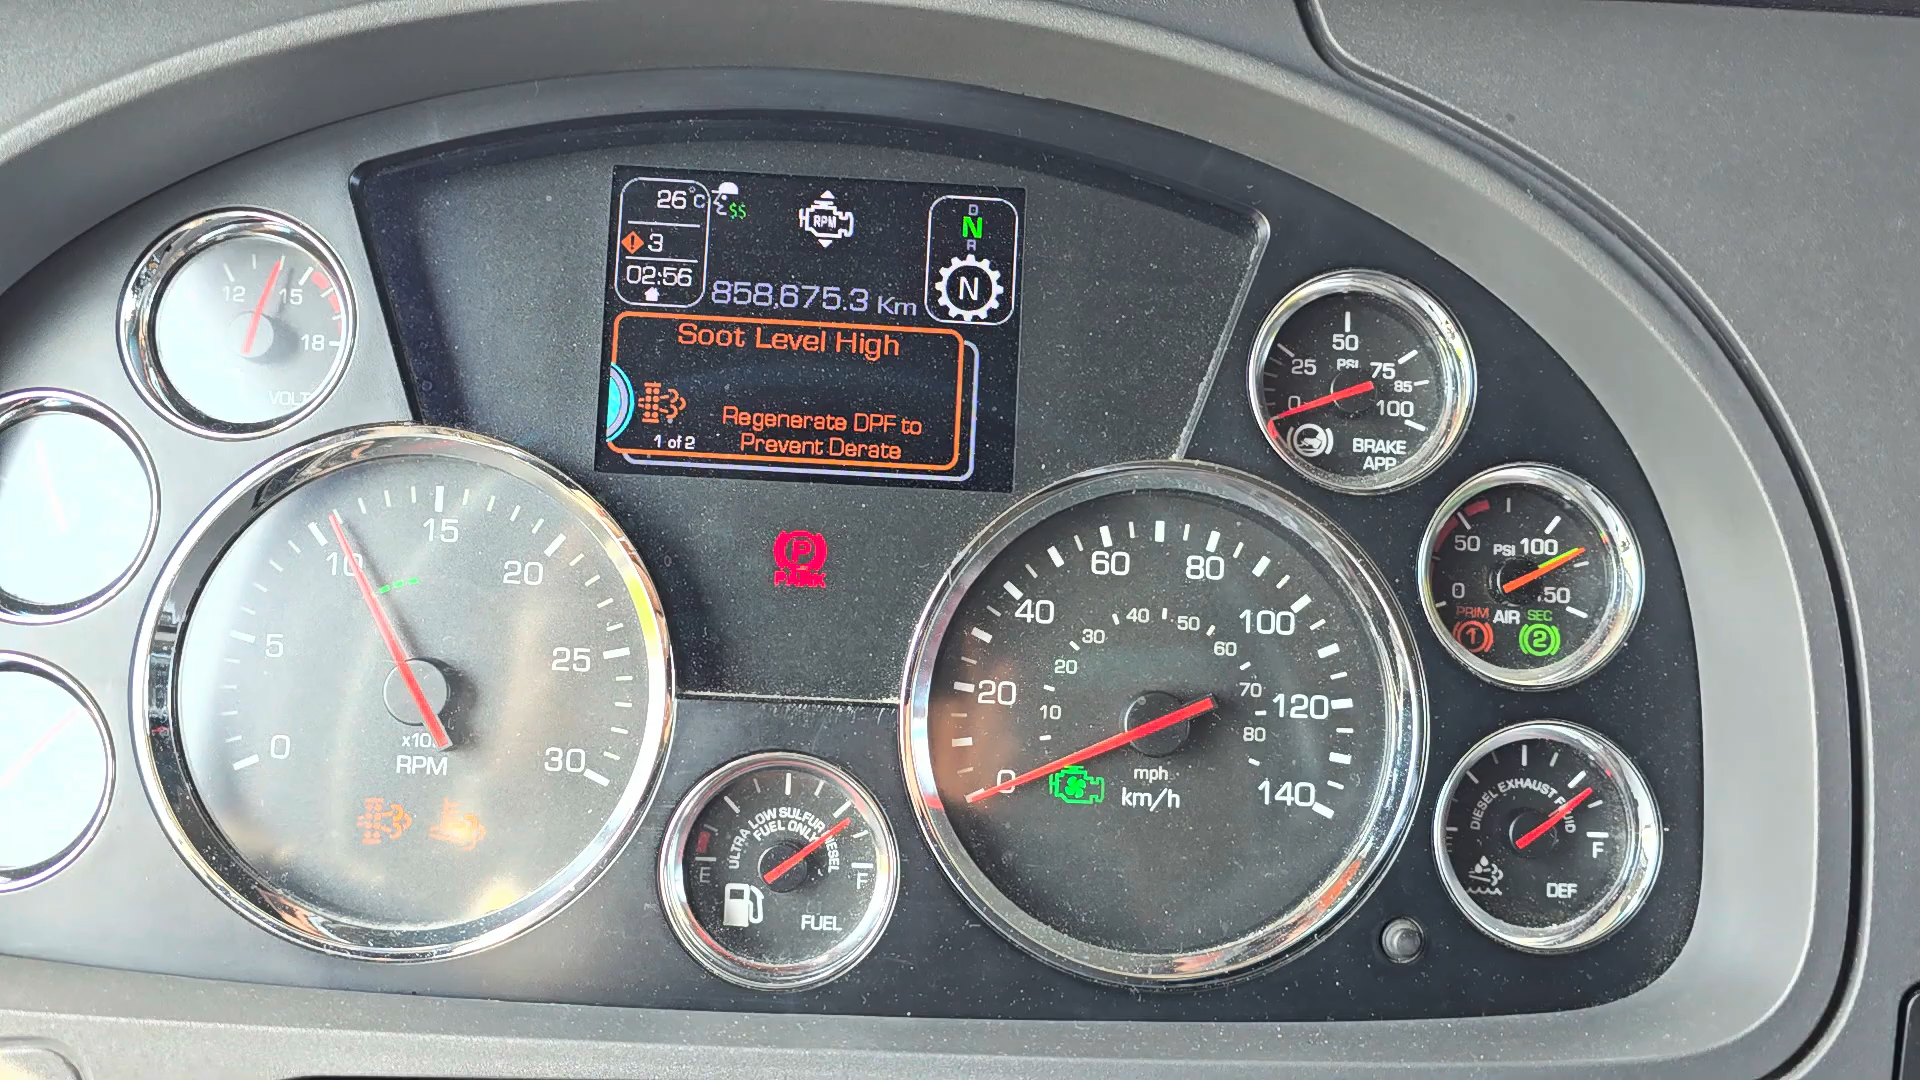 26°C
$$
3
02:56
RPM
D
N
R
N
858,675.3 Km
Soot Level High
Regenerate DPF to
Prevent Derate
1 of 2
12 15
18
VOLT
0 5 10 15 20 25 30
RPM
P
PARK
ULTRA LOW SULFUR DIESEL
FUEL ONLY
E F
FUEL
0 20 40 60 80 100 120 140
10 20 30 40 50 60 70 80
mph
km/h
0 25 50 75 85 100
PSI
BRAKE
APP
0 50 PSI 100
PRIM AIR SEC
1 2
DIESEL EXHAUST FLUID
F
DEF